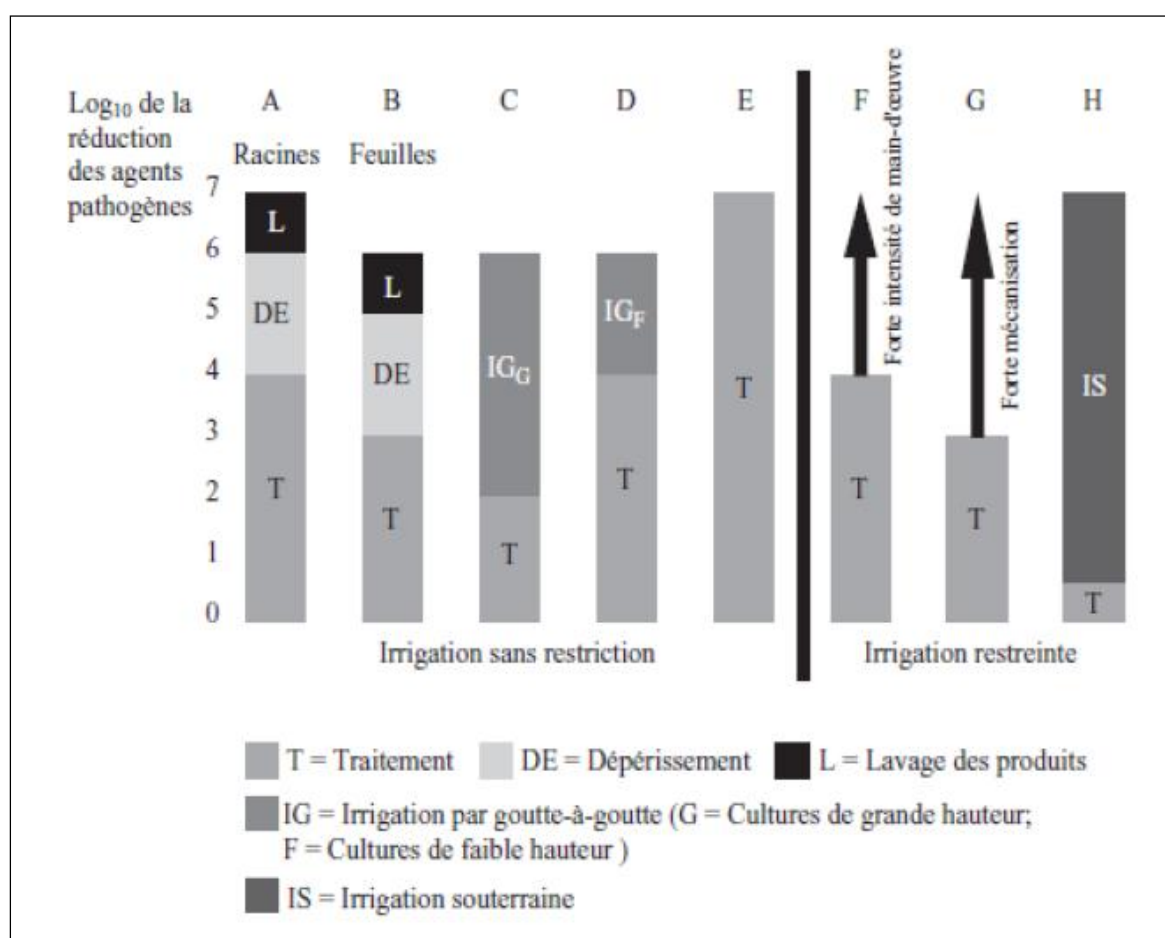 Log₁₀ de la
réduction
des agents
pathogènes
A B C D E F G H
Racines Feuilles
7
6
5
4
3
2
1
0
L
DE
T
L
DE
T
IG_G
T
IG_F
T
T
Forte intensité de main-d'œuvre
T
Forte mécanisation
T
IS
T
Irrigation sans restriction
Irrigation restreinte
T = Traitement DE = Dépérissement L = Lavage des produits
IG = Irrigation par goutte-à-goutte (G = Cultures de grande hauteur;
F = Cultures de faible hauteur )
IS = Irrigation souterraine